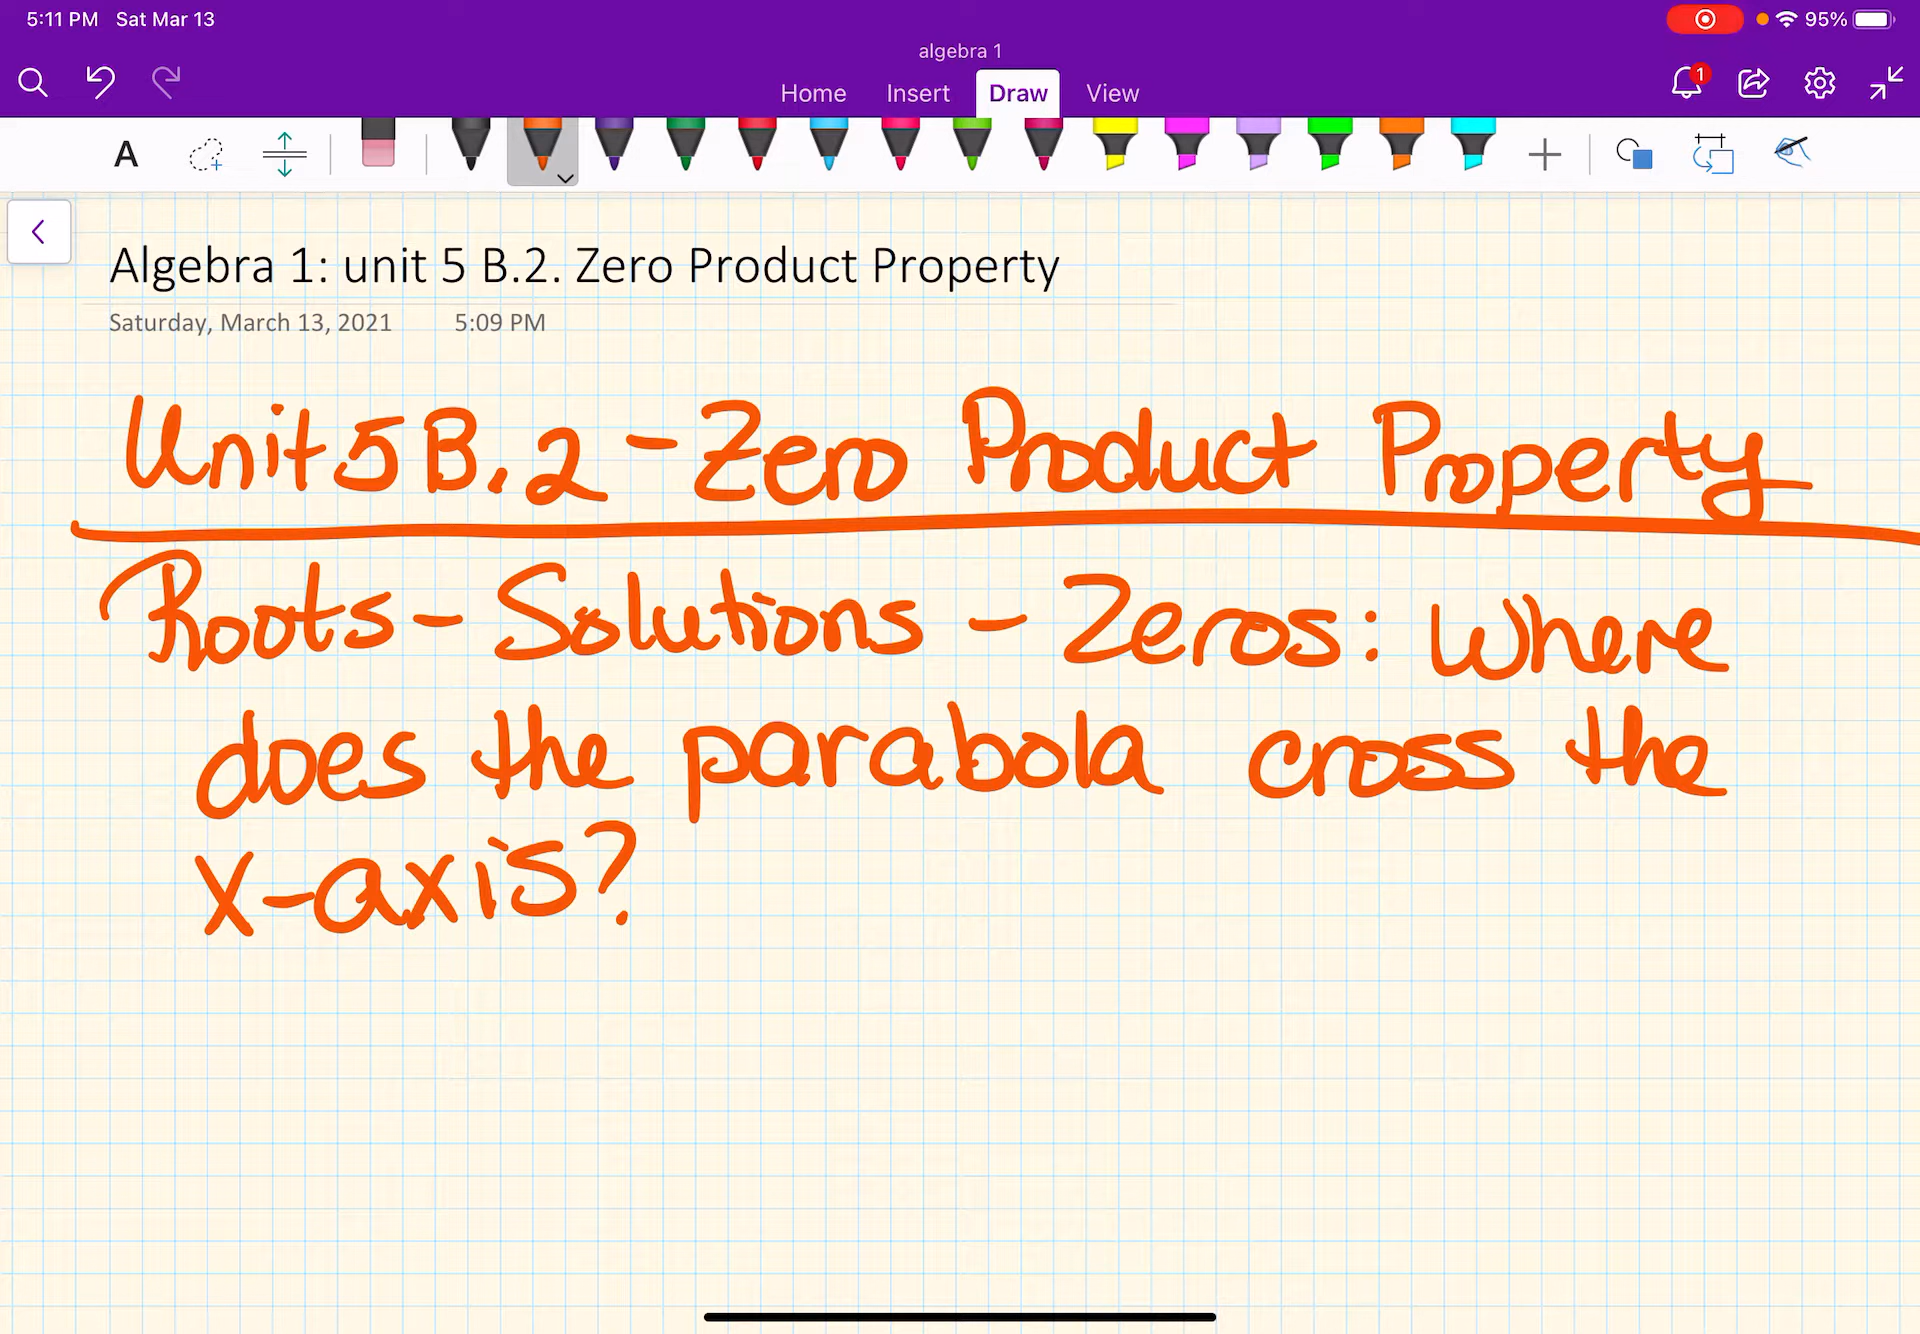 5:11 PM Sat Mar 13
95%
algebra 1
Home Insert Draw View
1
A
Algebra 1: unit 5 B.2. Zero Product Property
Saturday, March 13, 2021 5:09 PM
Unit 5 B.2 - Zero Product Property
Roots - Solutions - Zeros: Where
does the parabola cross the
x-axis?